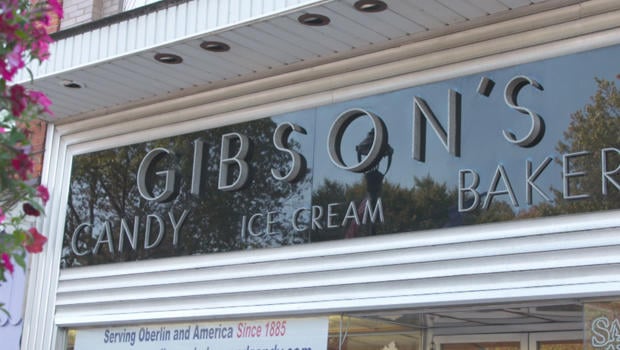 GIBSON'S
CANDY ICE CREAM BAKER
Serving Oberlin and America Since 1885